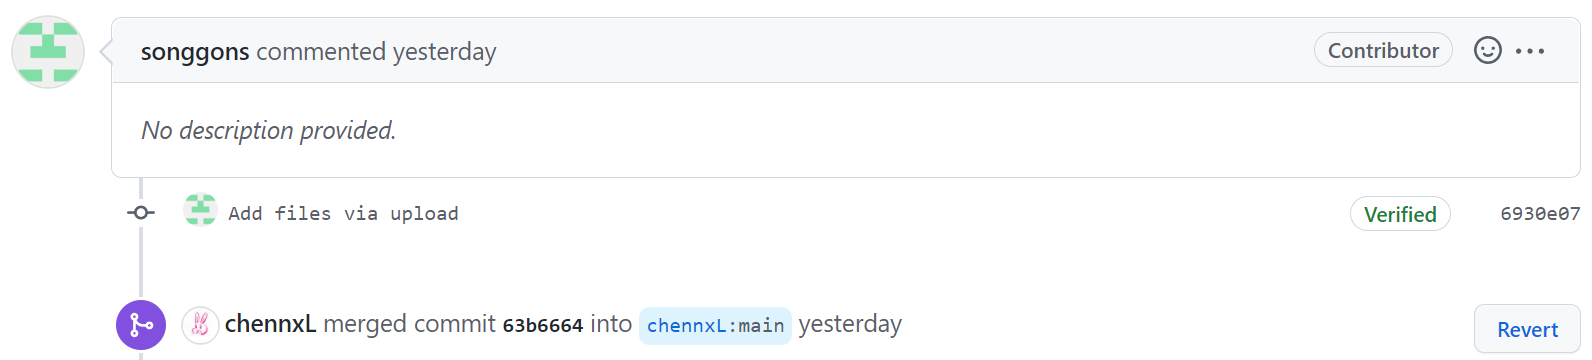 songgons commented yesterday Contributor
No description provided.
Add files via upload Verified 6930e07
chennxL merged commit 63b6664 into chennxL:main yesterday Revert